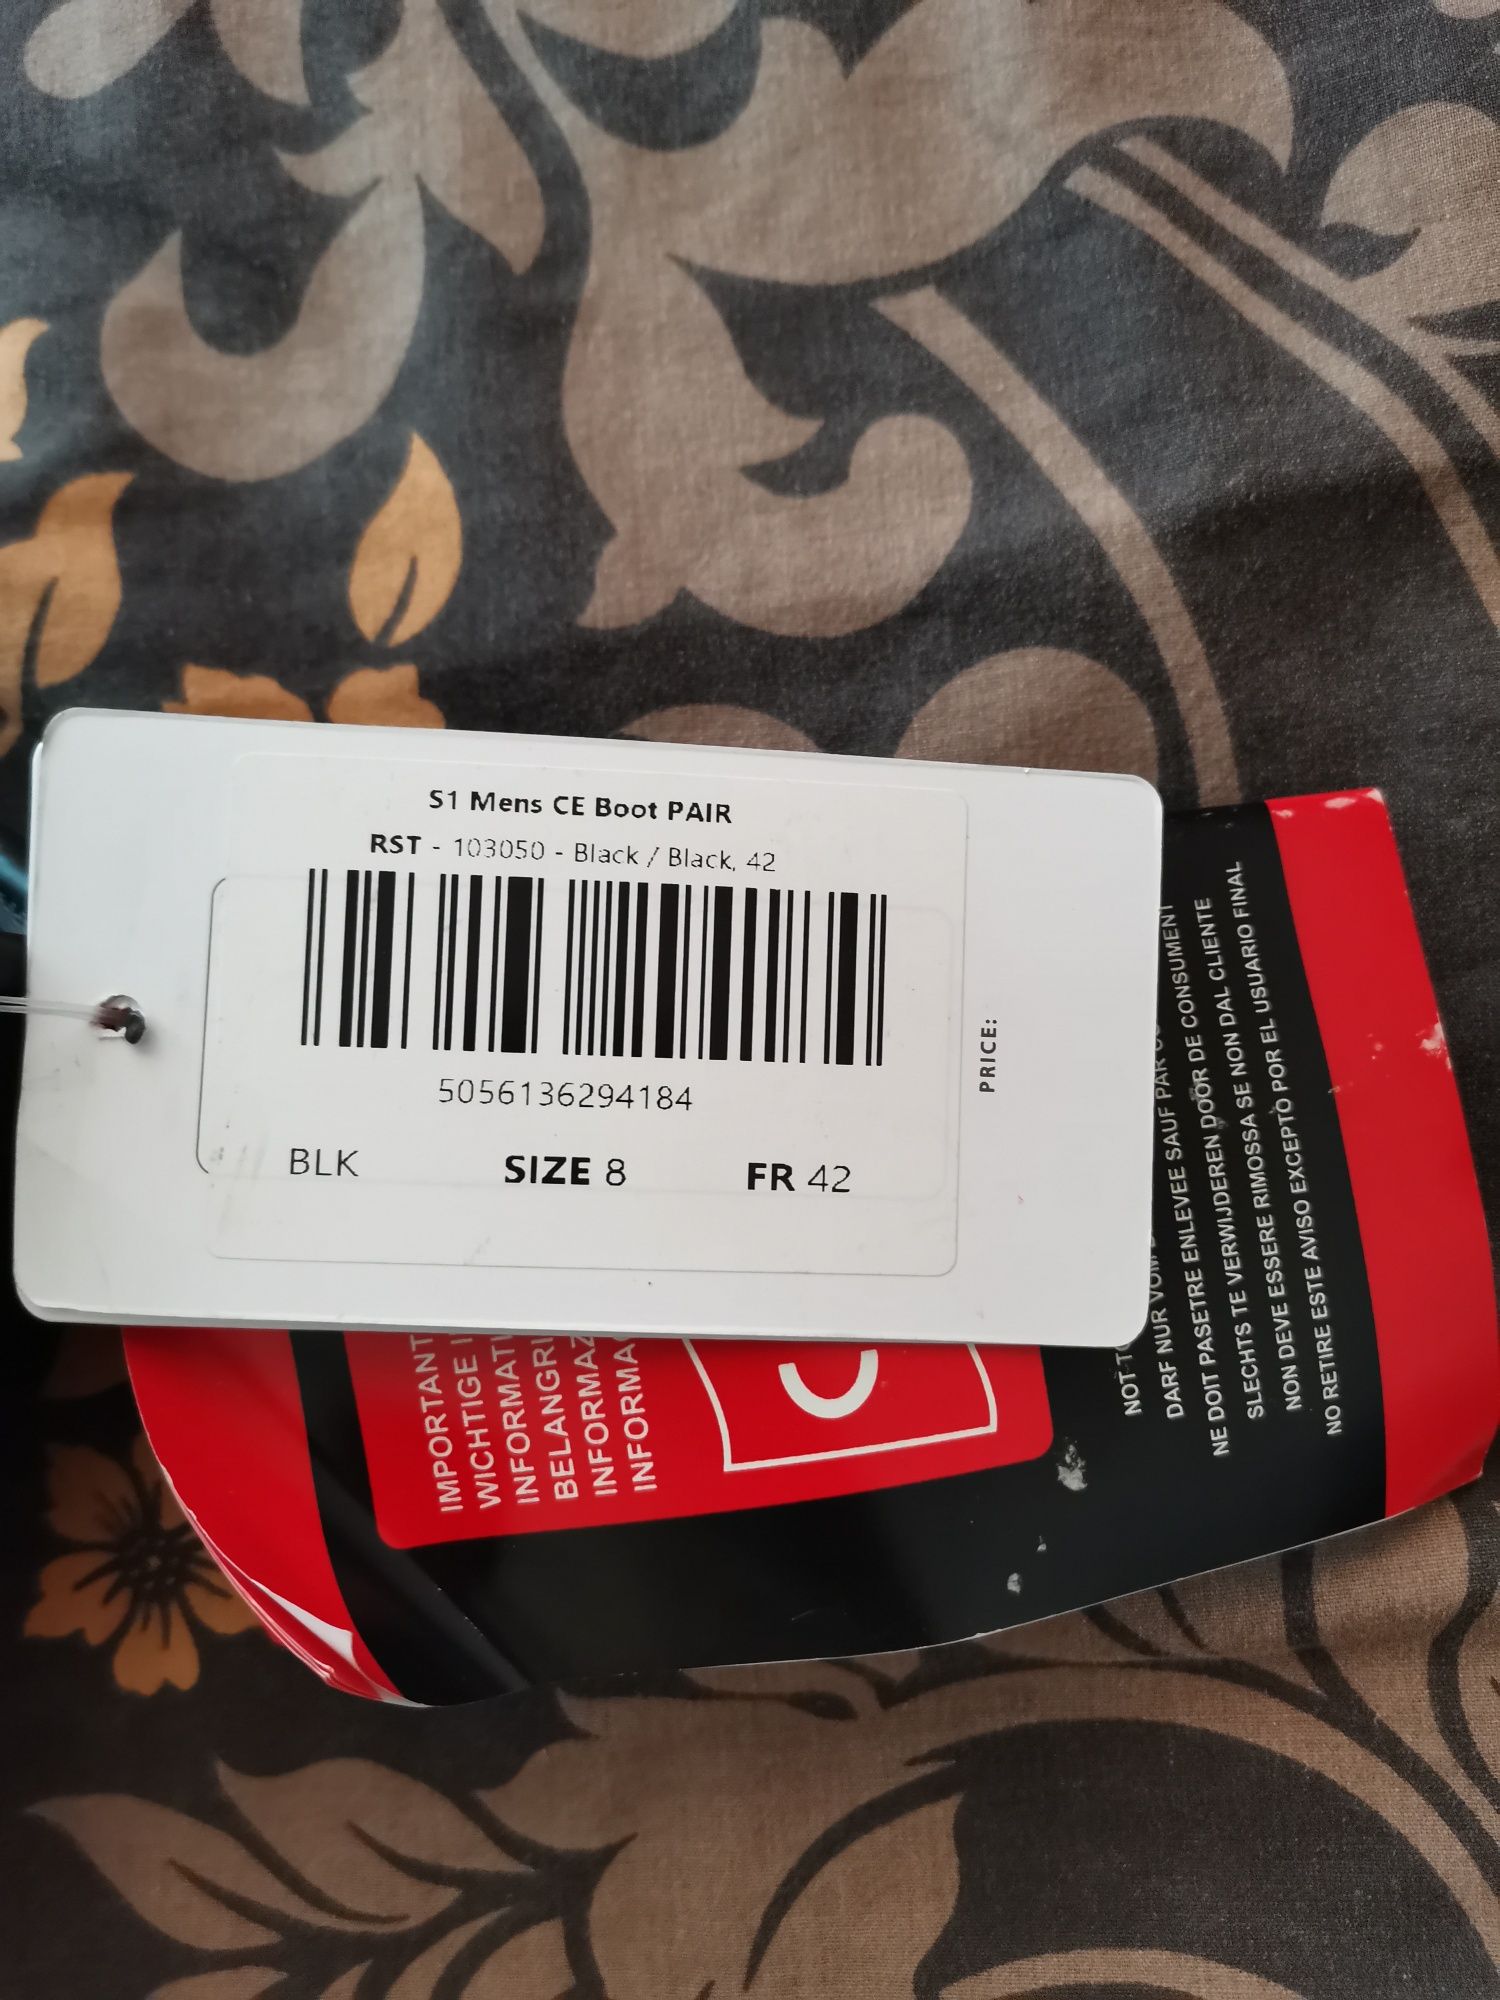 S1 Mens CE Boot PAIR
RST - 103050 - Black / Black, 42
5056136294184
BLK SIZE 8 FR 42
PRICE:
IMPORTANT
WICHTIGE
BELANGRI
INFORMAZ
NOT
DARF NUR VOM
NE DOIT PASETRE ENLEVEE SAUF PAR CONSUMENT
SLECHTS TE VERWIJDEREN DOOR DE CONSUMENTE
NON DEVE ESSERE RIMOSSA SE NON DAL CLIENTE
NO RETIRE ESTE AVISO EXCEPTO POR EL USUARIO FINAL